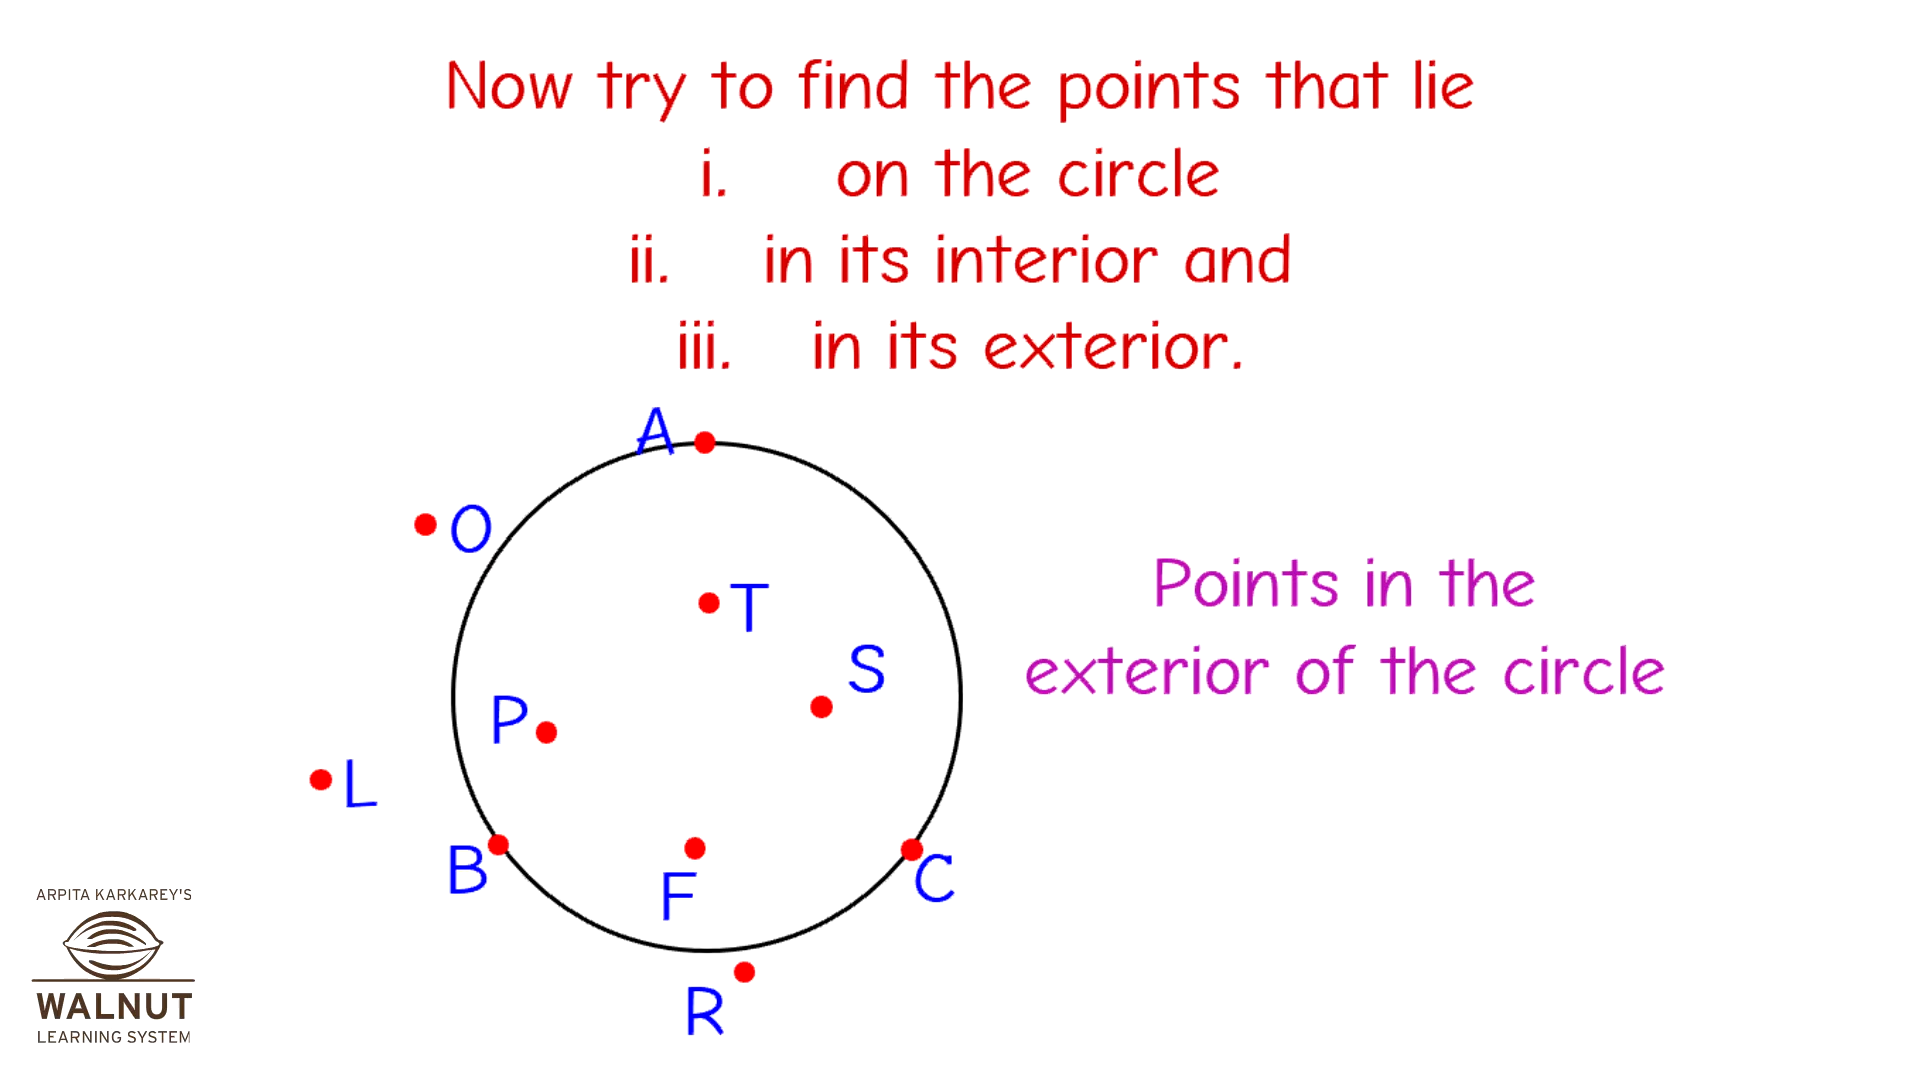 Now try to find the points that lie
i. on the circle
ii. in its interior and
iii. in its exterior.
A
O
T
S
P
L
B
F
C
R
Points in the
exterior of the circle
ARPITA KARKAREY'S
WALNUT
LEARNING SYSTEM